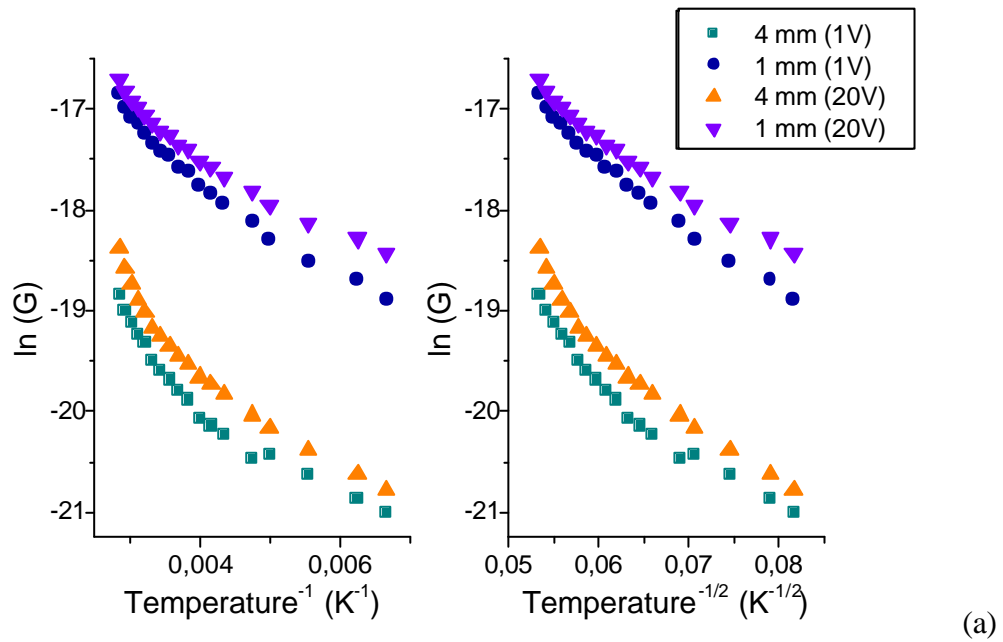 4 mm (1V)
1 mm (1V)
4 mm (20V)
1 mm (20V)
-17
-18
-19
-20
-21
ln (G)
0,004
0,006
Temperature⁻¹ (K⁻¹)
-17
-18
-19
-20
-21
ln (G)
0,05
0,06
0,07
0,08
Temperature⁻¹/² (K⁻¹/²)
(a)